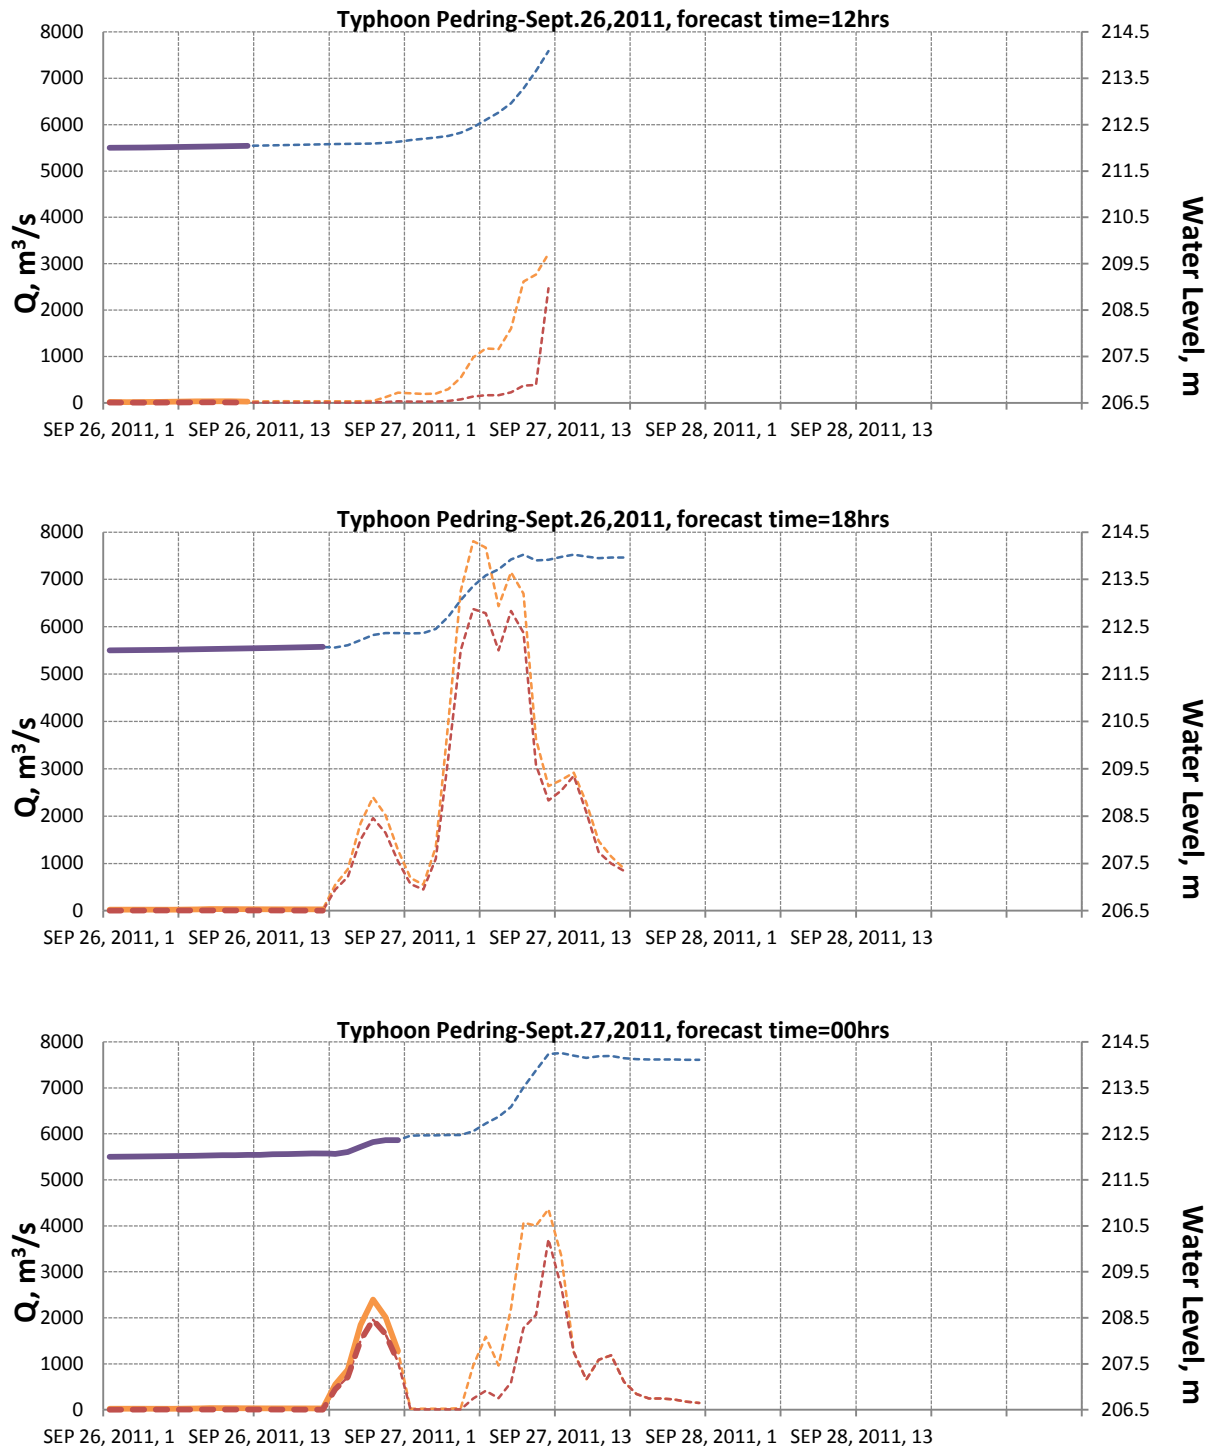 Typhoon Pedring-Sept.26,2011, forecast time=12hrs
8000 214.5
7000 213.5
6000 212.5
5000 211.5
4000 210.5
3000 209.5
2000 208.5
1000 207.5
0 206.5
Q, m³/s
Water Level, m
SEP 26, 2011, 1 SEP 26, 2011, 13 SEP 27, 2011, 1 SEP 27, 2011, 13 SEP 28, 2011, 1 SEP 28, 2011, 13
Typhoon Pedring-Sept.26,2011, forecast time=18hrs
8000 214.5
7000 213.5
6000 212.5
5000 211.5
4000 210.5
3000 209.5
2000 208.5
1000 207.5
0 206.5
Q, m³/s
Water Level, m
SEP 26, 2011, 1 SEP 26, 2011, 13 SEP 27, 2011, 1 SEP 27, 2011, 13 SEP 28, 2011, 1 SEP 28, 2011, 13
Typhoon Pedring-Sept.27,2011, forecast time=00hrs
8000 214.5
7000 213.5
6000 212.5
5000 211.5
4000 210.5
3000 209.5
2000 208.5
1000 207.5
0 206.5
Q, m³/s
Water Level, m
SEP 26, 2011, 1 SEP 26, 2011, 13 SEP 27, 2011, 1 SEP 27, 2011, 13 SEP 28, 2011, 1 SEP 28, 2011, 13